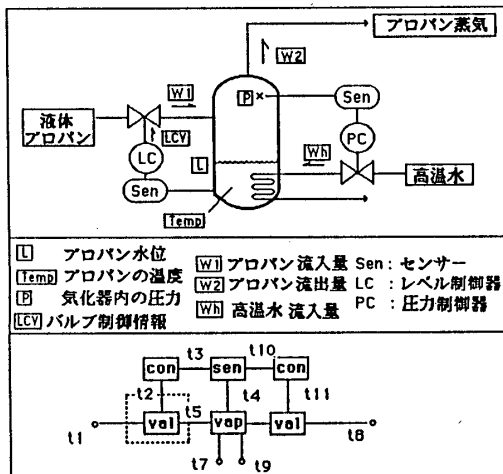 プロパン蒸気
W2
W1
P
Sen
液体
プロパン
LCV
PC
LC
L
Wh
高温水
Sen
Temp
L プロパン水位
Temp プロパンの温度
P 気化器内の圧力
LCV バルブ制御情報
W1 プロパン流入量
W2 プロパン流出量
Wh 高温水 流入量
Sen : センサー
LC : レベル制御器
PC : 圧力制御器
t3 t10
con sen con
t2 t4 t11
t5
val vap val
t1 t8
t7 t9